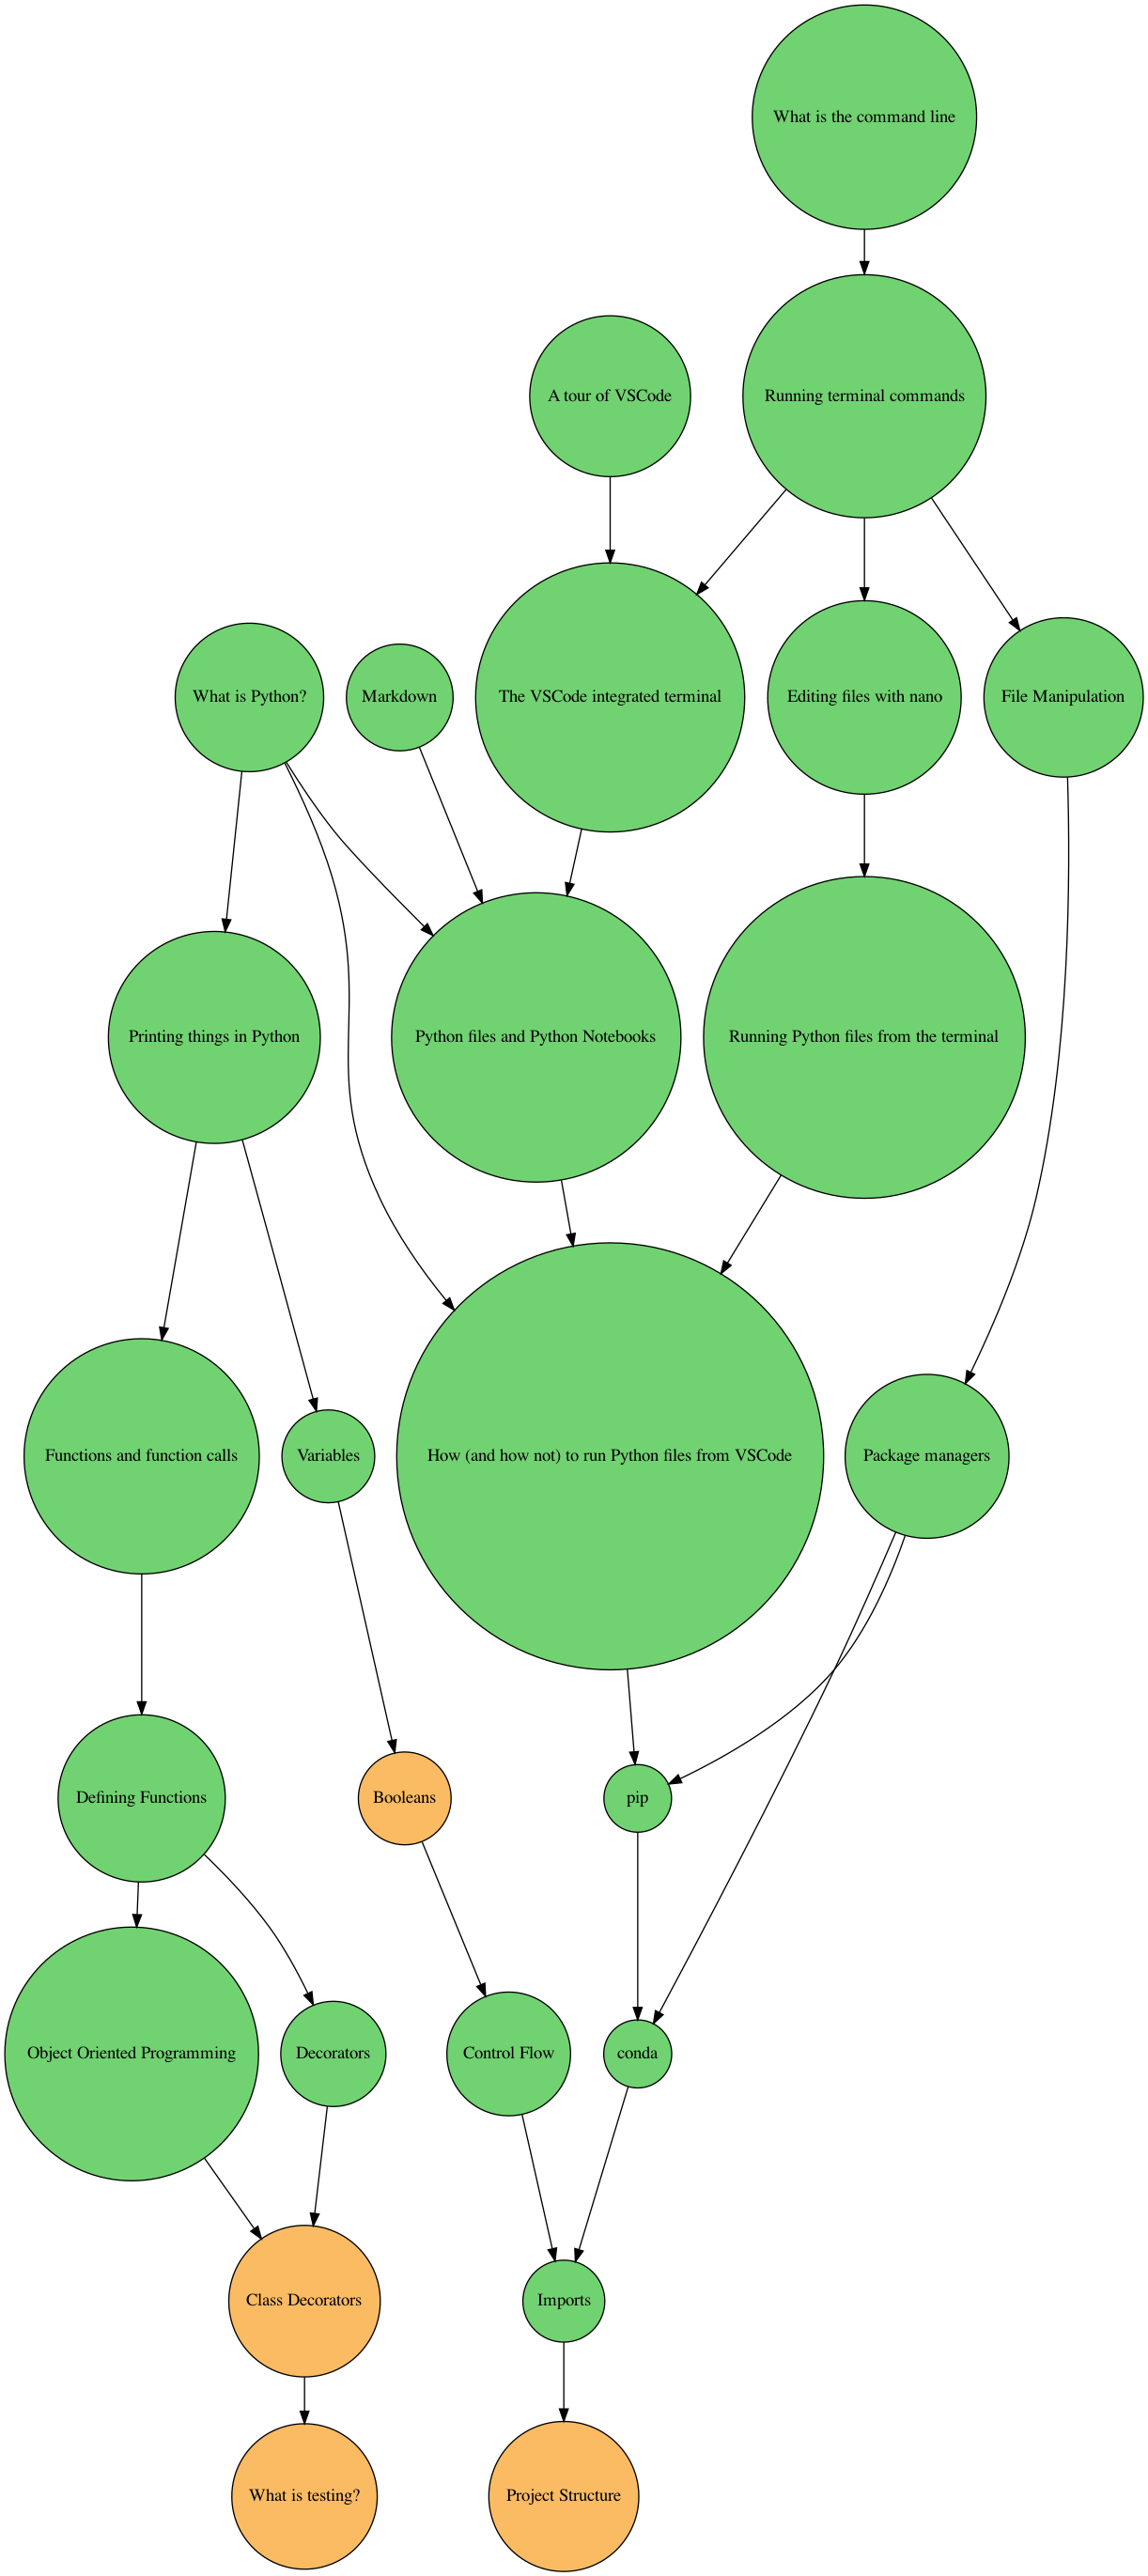 What is the command line
A tour of VSCode
Running terminal commands
What is Python?
Markdown
The VSCode integrated terminal
Editing files with nano
File Manipulation
Printing things in Python
Python files and Python Notebooks
Running Python files from the terminal
Functions and function calls
Variables
How (and how not) to run Python files from VSCode
Package managers
Defining Functions
Booleans
pip
Object Oriented Programming
Decorators
Control Flow
conda
Class Decorators
Imports
What is testing?
Project Structure